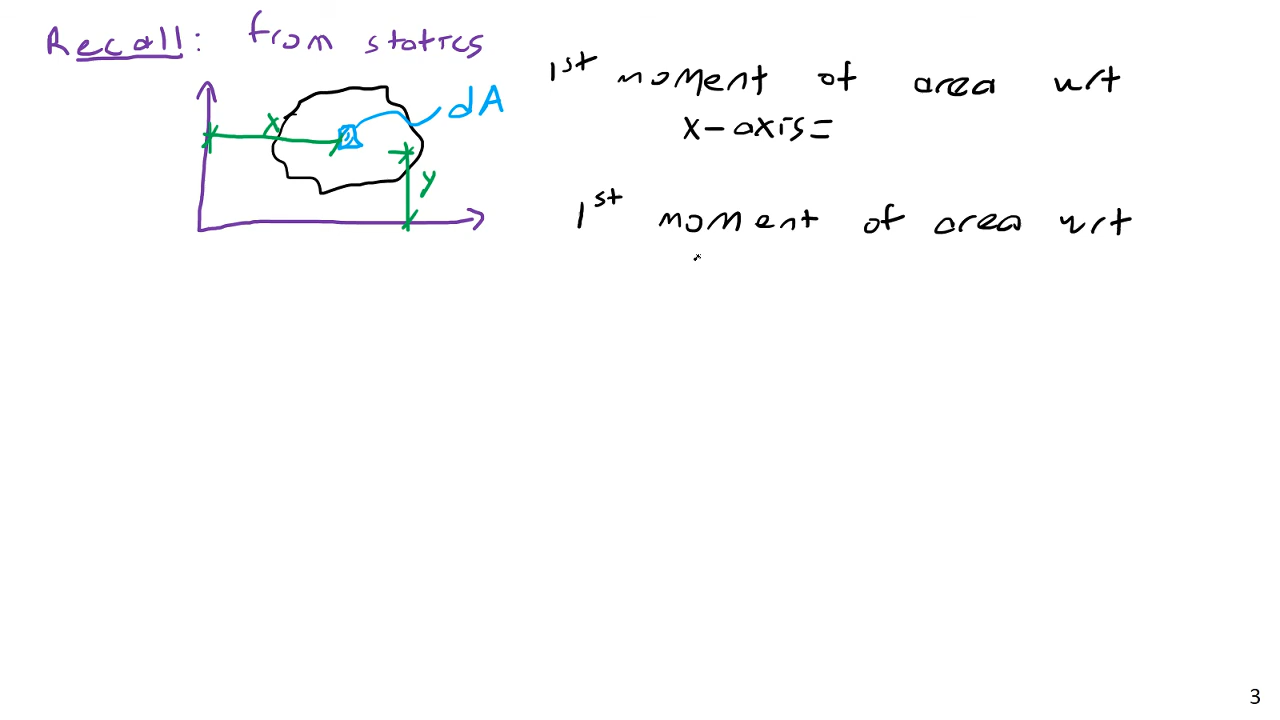 Recall: from statics
1st moment of area wrt
x-axis=
dA
x
y
1st moment of area wrt
3